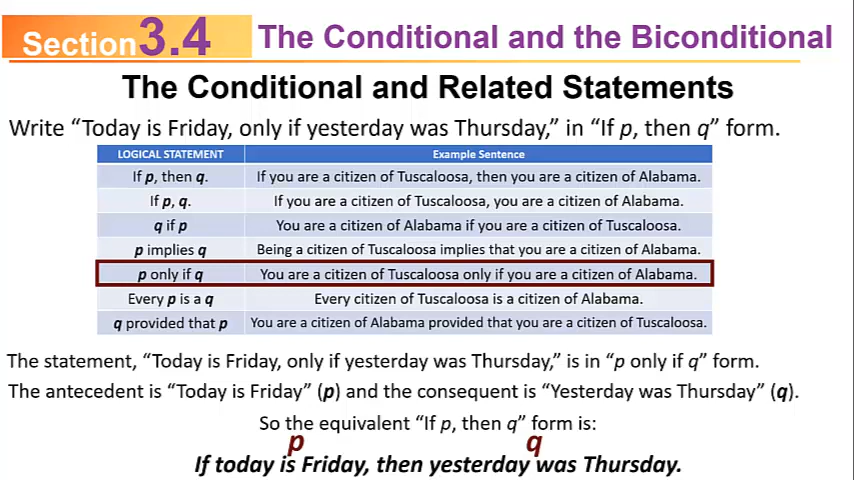 Section 3.4 The Conditional and the Biconditional
The Conditional and Related Statements
Write “Today is Friday, only if yesterday was Thursday,” in “If p, then q” form.
LOGICAL STATEMENT Example Sentence
If p, then q. If you are a citizen of Tuscaloosa, then you are a citizen of Alabama.
If p, q. If you are a citizen of Tuscaloosa, you are a citizen of Alabama.
q if p You are a citizen of Alabama if you are a citizen of Tuscaloosa.
p implies q Being a citizen of Tuscaloosa implies that you are a citizen of Alabama.
p only if q You are a citizen of Tuscaloosa only if you are a citizen of Alabama.
Every p is a q Every citizen of Tuscaloosa is a citizen of Alabama.
q provided that p You are a citizen of Alabama provided that you are a citizen of Tuscaloosa.
The statement, “Today is Friday, only if yesterday was Thursday,” is in “p only if q” form.
The antecedent is “Today is Friday” (p) and the consequent is “Yesterday was Thursday” (q).
So the equivalent “If p, then q” form is:
p q
If today is Friday, then yesterday was Thursday.